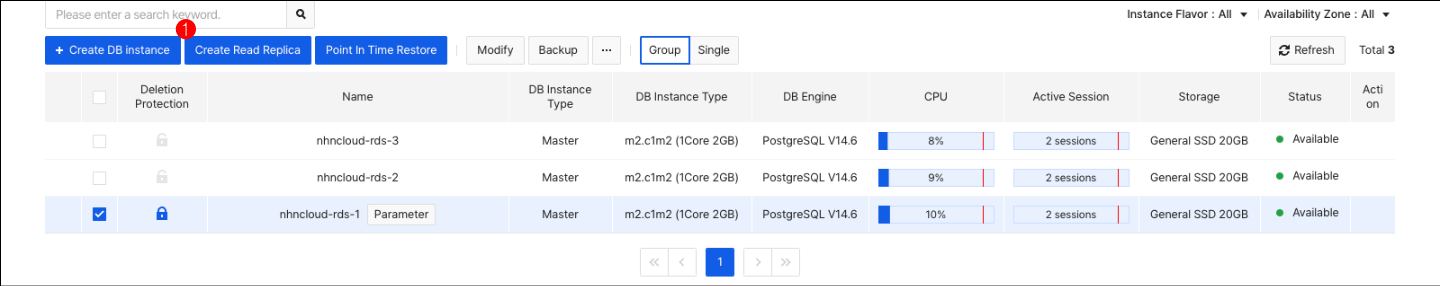 Please enter a search keyword.
Instance Flavor : All
Availability Zone : All
1
+ Create DB instance
Create Read Replica
Point In Time Restore
Modify
Backup
···
Group
Single
Refresh
Total 3
Deletion
Protection
Name
DB Instance
Type
DB Instance Type
DB Engine
CPU
Active Session
Storage
Status
Acti
on
nhncloud-rds-3 Master m2.c1m2 (1Core 2GB) PostgreSQL V14.6 8% 2 sessions General SSD 20GB Available
nhncloud-rds-2 Master m2.c1m2 (1Core 2GB) PostgreSQL V14.6 9% 2 sessions General SSD 20GB Available
nhncloud-rds-1 Parameter Master m2.c1m2 (1Core 2GB) PostgreSQL V14.6 10% 2 sessions General SSD 20GB Available
1